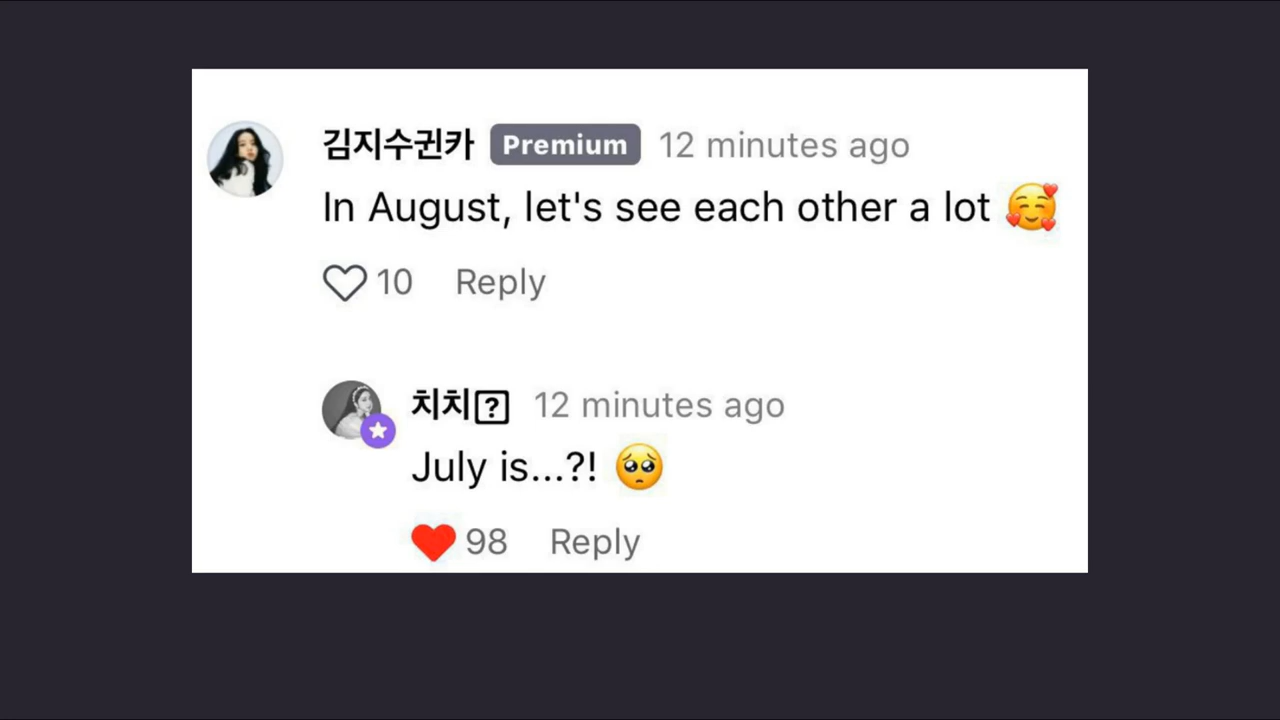 김지수귄카 Premium 12 minutes ago
In August, let's see each other a lot 🥰
10 Reply
치치 12 minutes ago
July is...?! 🥺
98 Reply